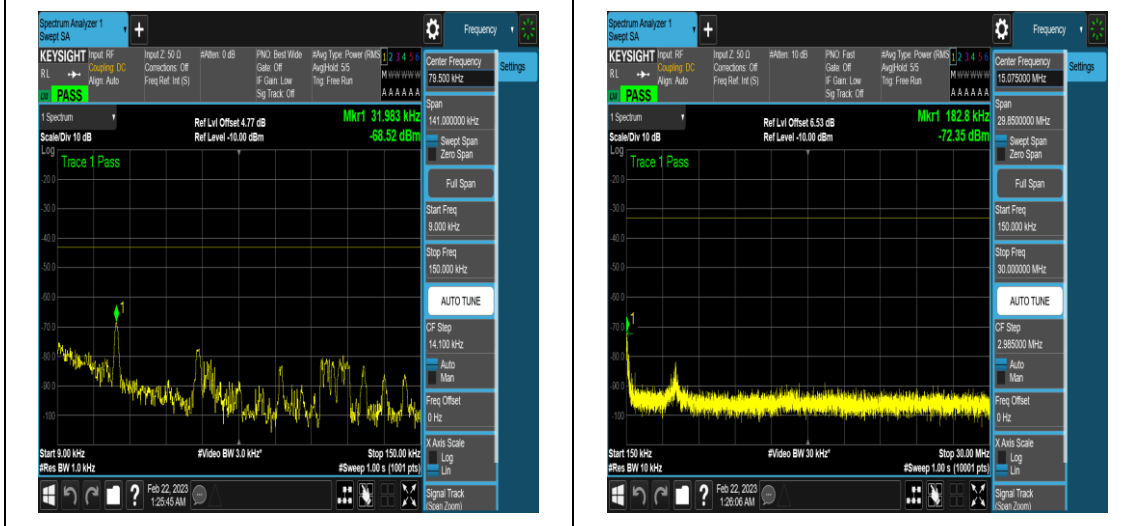 Spectrum Analyzer 1
Swept SA
+
Frequency
KEYSIGHT
Input: RF
Coupling: DC
Align: Auto
Input Z: 50 Ω
Corrections: Off
Freq Ref: Int (S)
#Atten: 0 dB
PNO: Best Wide
Gate: Off
IF Gain: Low
Sig Track: Off
#Avg Type: Power (RMS
Avg|Hold: 5/5
Trig: Free Run
1 2 3 4 5 6
M W W W W W
A A A A A A
R L
LXI
PASS
Center Frequency
79.500 kHz
Settings
Span
141.000000 kHz
Swept Span
Zero Span
Full Span
Start Freq
9.000 kHz
Stop Freq
150.000 kHz
AUTO TUNE
CF Step
14.100 kHz
Auto
Man
Freq Offset
0 Hz
X Axis Scale
Log
Lin
Signal Track
(Span Zoom)
1 Spectrum
Scale/Div 10 dB
Ref Lvl Offset 4.77 dB
Ref Level -10.00 dBm
Mkr1 31.983 kHz
-68.52 dBm
Log
Trace 1 Pass
-20.0
-30.0
-40.0
-50.0
-60.0
-70.0
-80.0
-90.0
-100
1
Start 9.00 kHz
#Video BW 3.0 kHz*
Stop 150.00 kHz
#Res BW 1.0 kHz
#Sweep 1.00 s (1001 pts)
?
Feb 22, 2023
1:25:45 AM
Spectrum Analyzer 1
Swept SA
+
Frequency
KEYSIGHT
Input: RF
Coupling: DC
Align: Auto
Input Z: 50 Ω
Corrections: Off
Freq Ref: Int (S)
#Atten: 10 dB
PNO: Fast
Gate: Off
IF Gain: Low
Sig Track: Off
#Avg Type: Power (RMS
Avg|Hold: 5/5
Trig: Free Run
1 2 3 4 5 6
M W W W W W
A A A A A A
R L
LXI
PASS
Center Frequency
15.075000 MHz
Settings
Span
29.8500000 MHz
Swept Span
Zero Span
Full Span
Start Freq
150.000 kHz
Stop Freq
30.000000 MHz
AUTO TUNE
CF Step
2.985000 MHz
Auto
Man
Freq Offset
0 Hz
X Axis Scale
Log
Lin
Signal Track
(Span Zoom)
1 Spectrum
Scale/Div 10 dB
Ref Lvl Offset 6.53 dB
Ref Level -10.00 dBm
Mkr1 182.8 kHz
-72.35 dBm
Log
Trace 1 Pass
-20.0
-30.0
-40.0
-50.0
-60.0
-70.0
-80.0
-90.0
-100
1
Start 150 kHz
#Video BW 30 kHz*
Stop 30.00 MHz
#Res BW 10 kHz
#Sweep 1.00 s (10001 pts)
?
Feb 22, 2023
1:26:06 AM